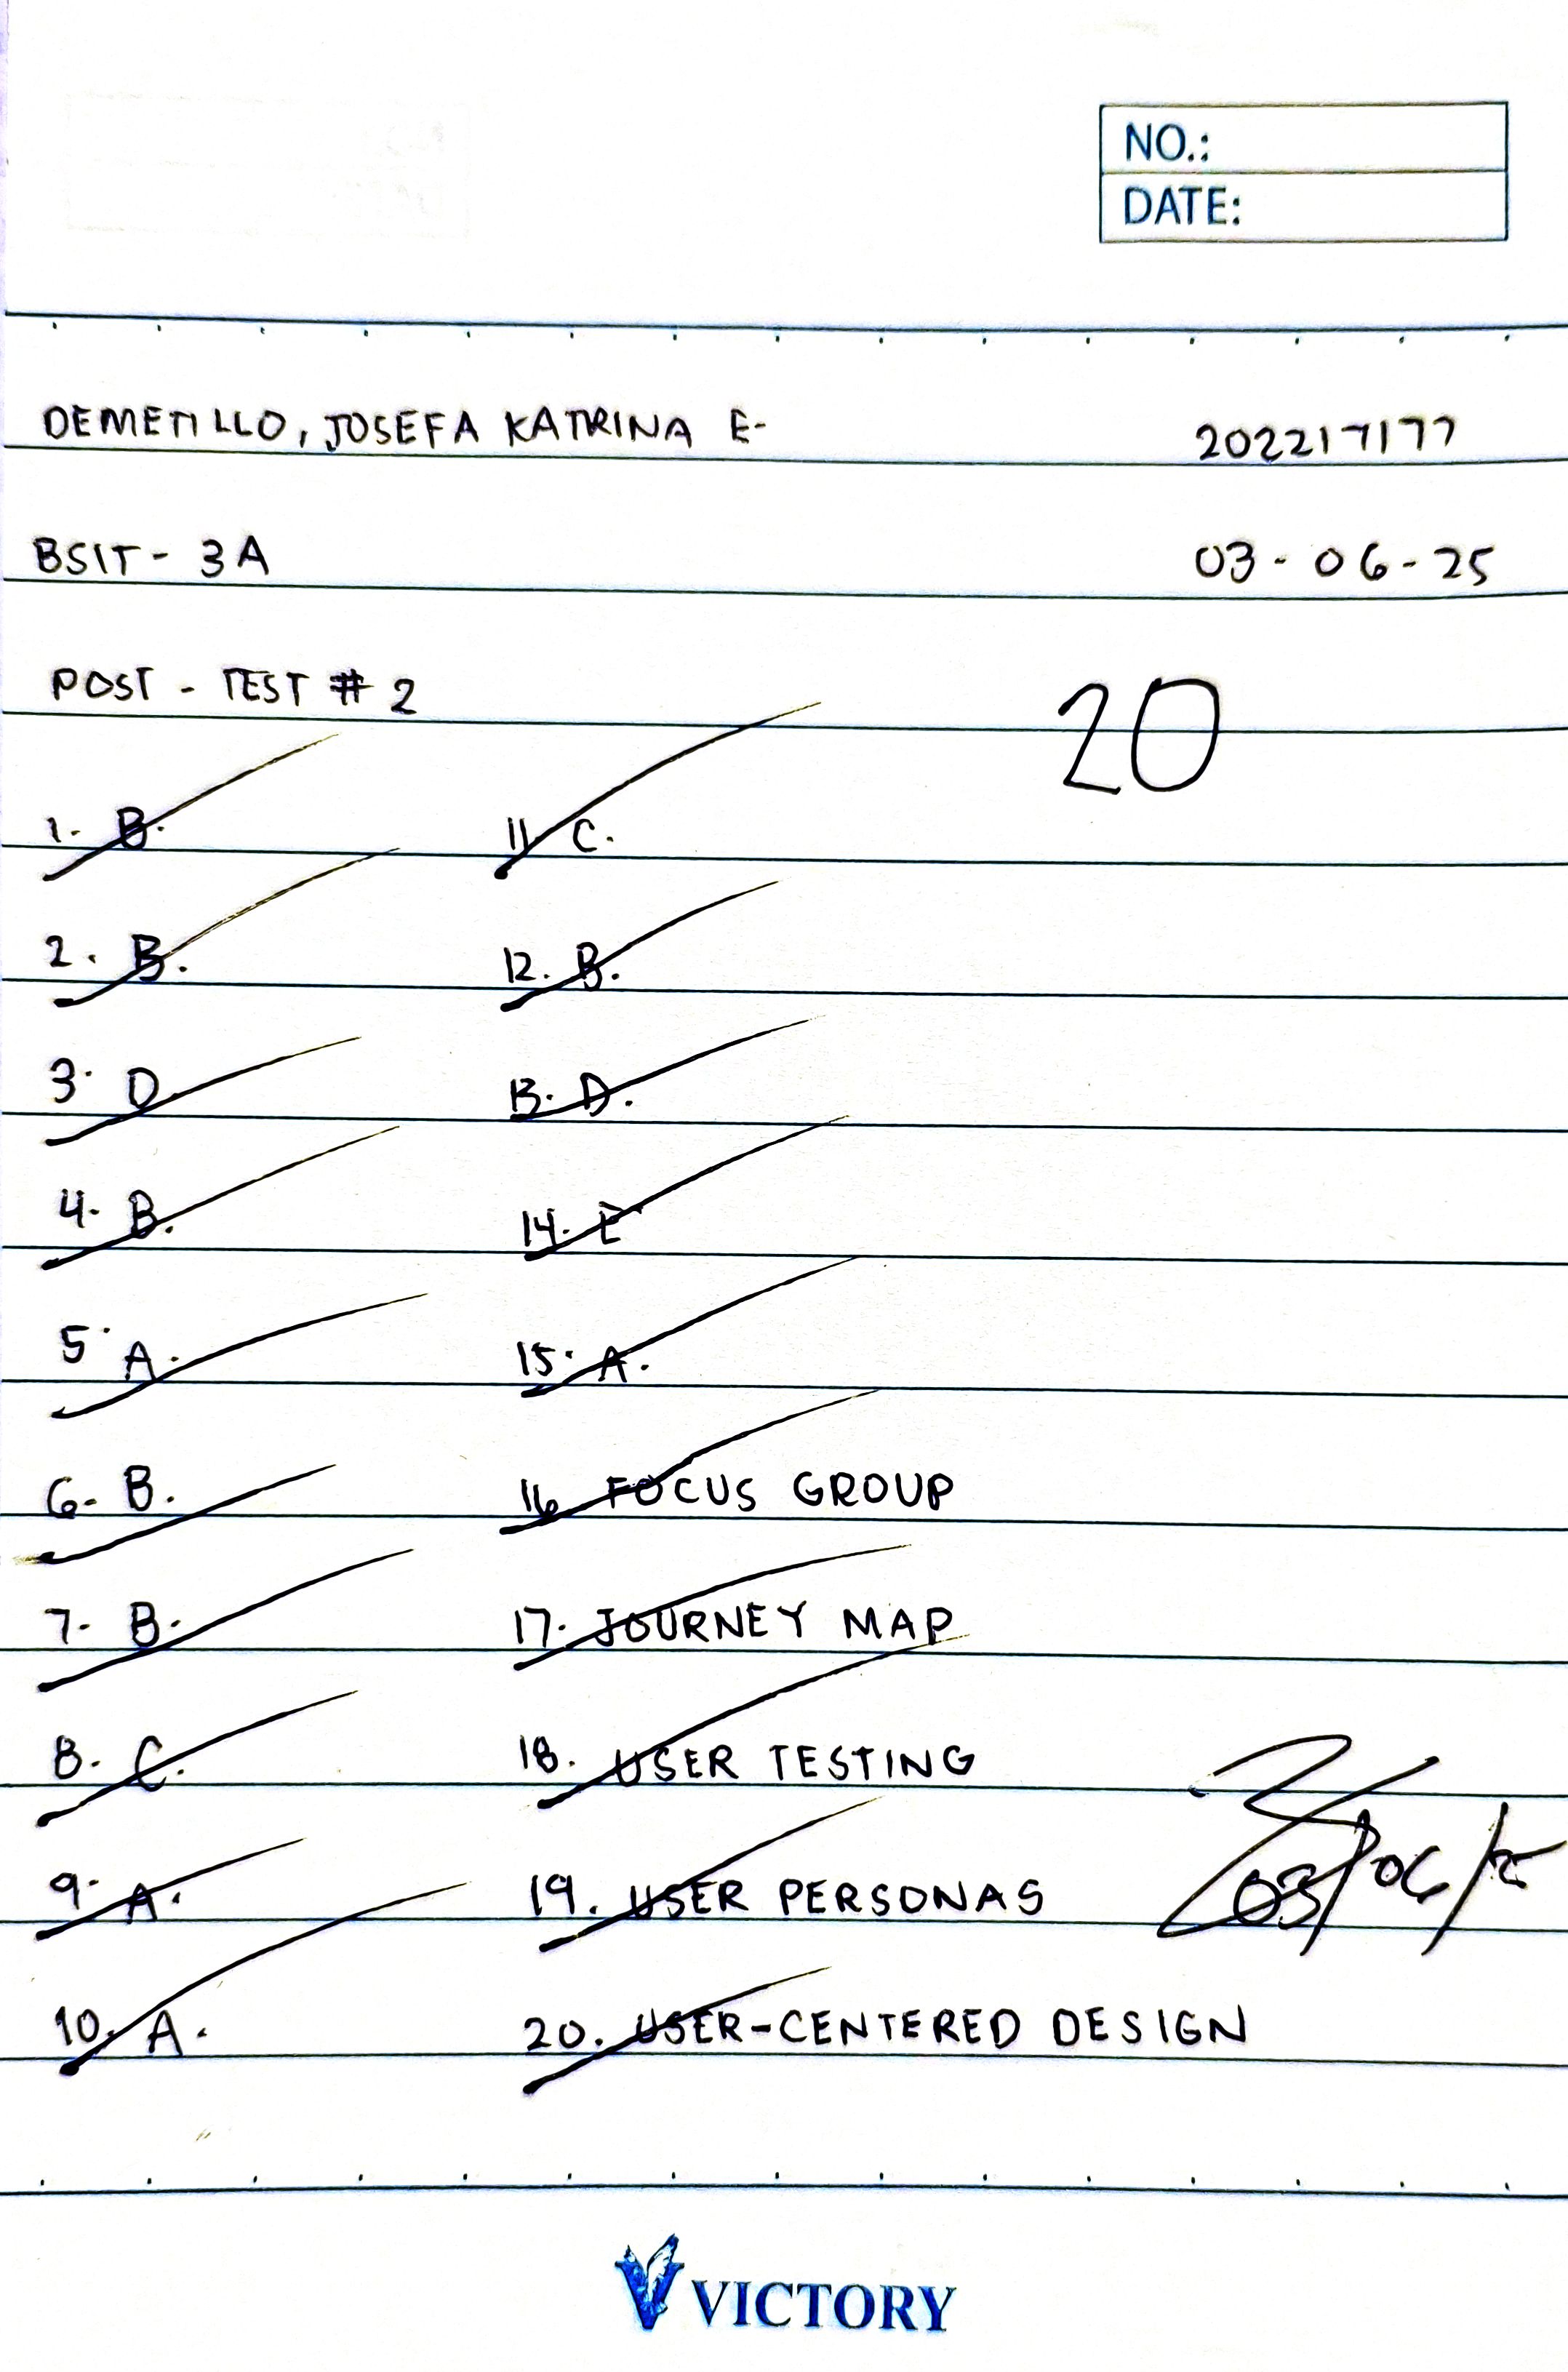 NO.:
DATE:
DEMETILLO, JOSEFA KATRINA E. 202217177
BSIT - 3A 03-06-25
POST - TEST # 2
20
1. B. 11. C.
2. B. 12. B.
3. D. 13. D.
4. B. 14. E
5. A. 15. A.
6. B. 16. FOCUS GROUP
7. B. 17. JOURNEY MAP
8. C. 18. USER TESTING
9. A. 19. USER PERSONAS
03/06/25
10. A. 20. USER-CENTERED DESIGN
VICTORY